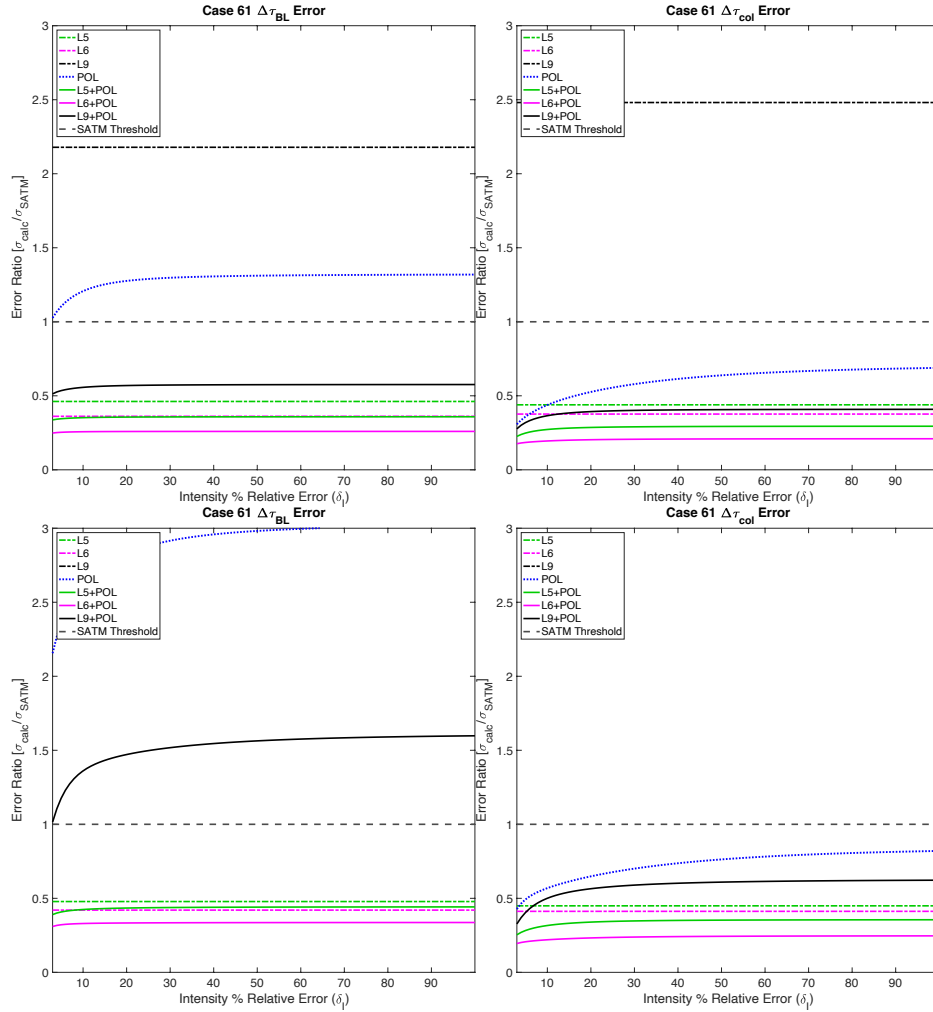 Case 61 Δτ_BL Error
3
2.5
2
1.5
1
0.5
0
Error Ratio [σ_calc/σ_SATM]
L5
L6
L9
POL
L5+POL
L6+POL
L9+POL
SATM Threshold
10 20 30 40 50 60 70 80 90
Intensity % Relative Error (δ_I)
Case 61 Δτ_col Error
3
2.5
2
1.5
1
0.5
0
Error Ratio [σ_calc/σ_SATM]
L5
L6
L9
POL
L5+POL
L6+POL
L9+POL
SATM Threshold
10 20 30 40 50 60 70 80 90
Intensity % Relative Error (δ_I)
Case 61 Δτ_BL Error
3
2.5
2
1.5
1
0.5
0
Error Ratio [σ_calc/σ_SATM]
L5
L6
L9
POL
L5+POL
L6+POL
L9+POL
SATM Threshold
10 20 30 40 50 60 70 80 90
Intensity % Relative Error (δ_I)
Case 61 Δτ_col Error
3
2.5
2
1.5
1
0.5
0
Error Ratio [σ_calc/σ_SATM]
L5
L6
L9
POL
L5+POL
L6+POL
L9+POL
SATM Threshold
10 20 30 40 50 60 70 80 90
Intensity % Relative Error (δ_I)